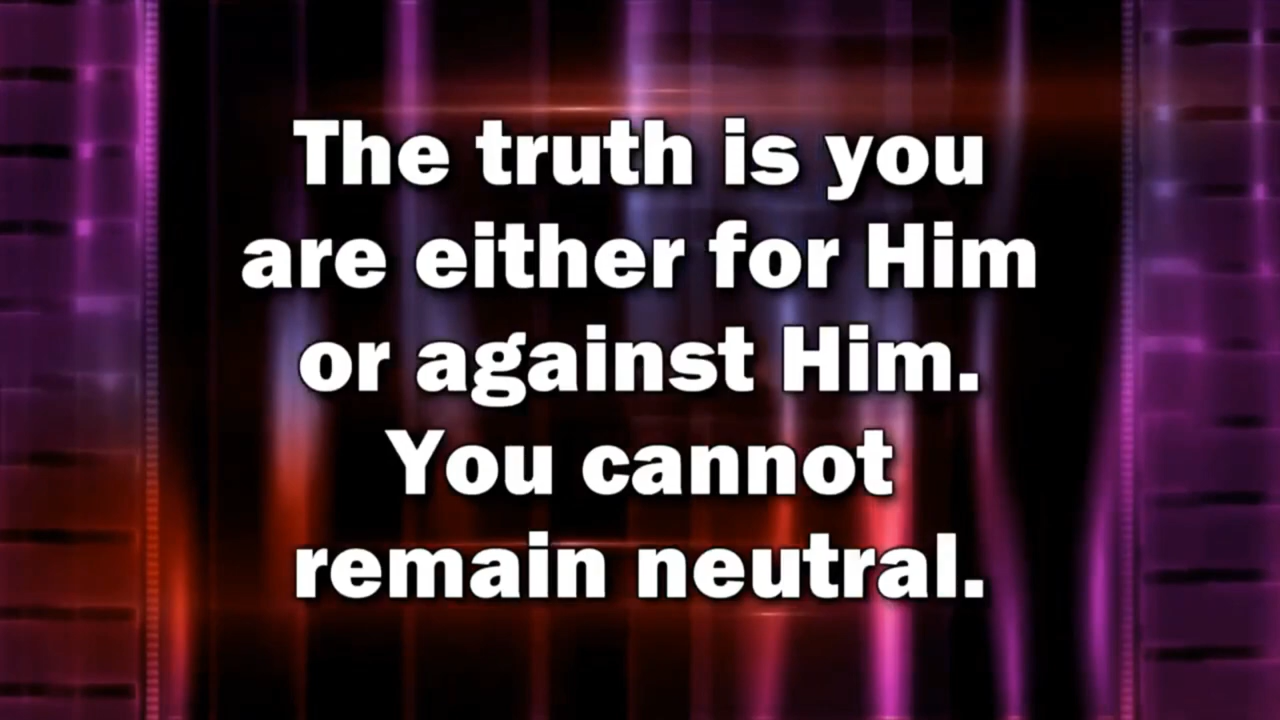 The truth is you
are either for Him
or against Him.
You cannot
remain neutral.